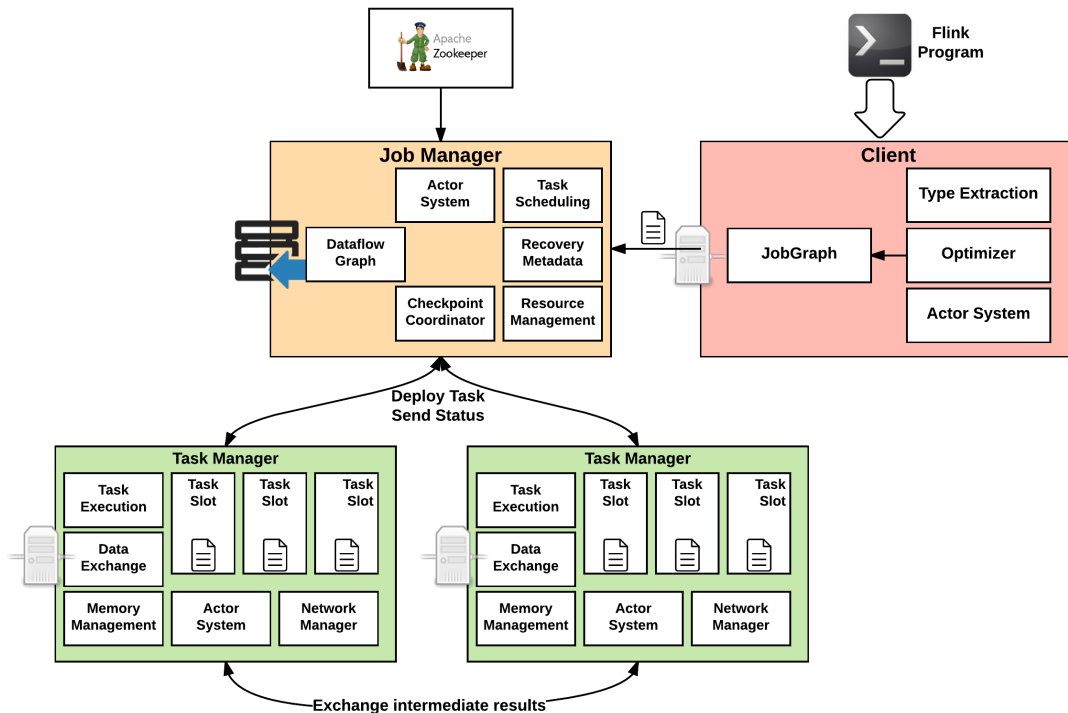 Apache
Zookeeper
Flink
Program
Job Manager
Actor
System
Task
Scheduling
Dataflow
Graph
Recovery
Metadata
Checkpoint
Coordinator
Resource
Management
Client
Type Extraction
JobGraph
Optimizer
Actor System
Deploy Task
Send Status
Task Manager
Task
Execution
Task
Slot
Task
Slot
Task
Slot
Data
Exchange
Memory
Management
Actor
System
Network
Manager
Task Manager
Task
Execution
Task
Slot
Task
Slot
Task
Slot
Data
Exchange
Memory
Management
Actor
System
Network
Manager
Exchange intermediate results